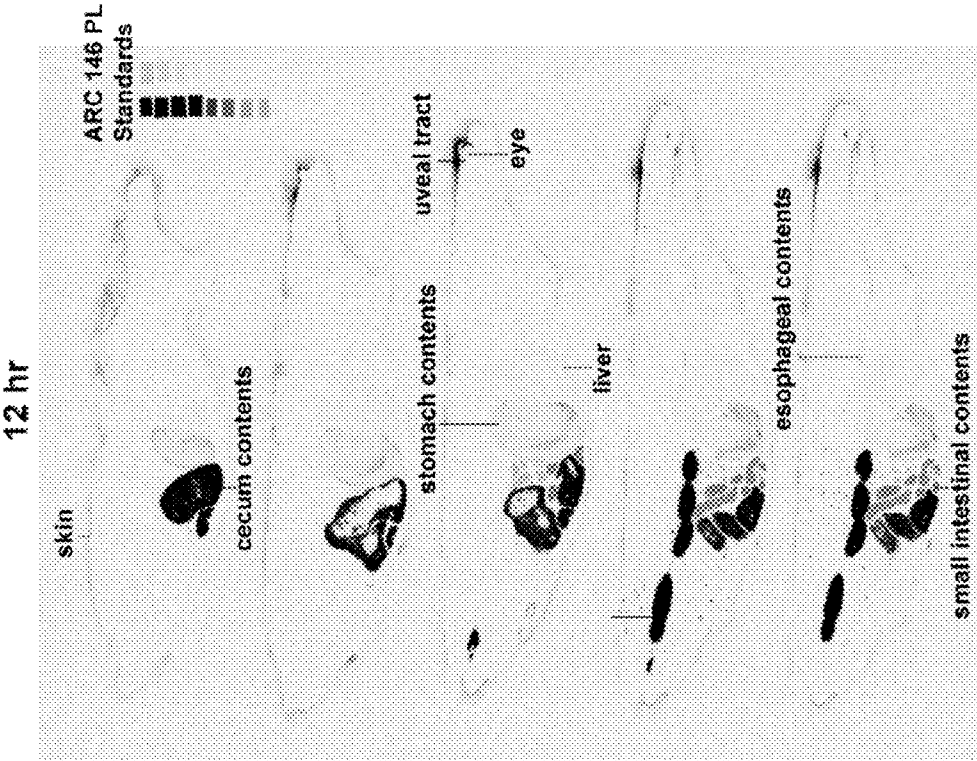 12 hr
ARC 146 PL
Standards
skin
cecum contents
uveal tract
eye
stomach contents
liver
esophageal contents
small intestinal contents